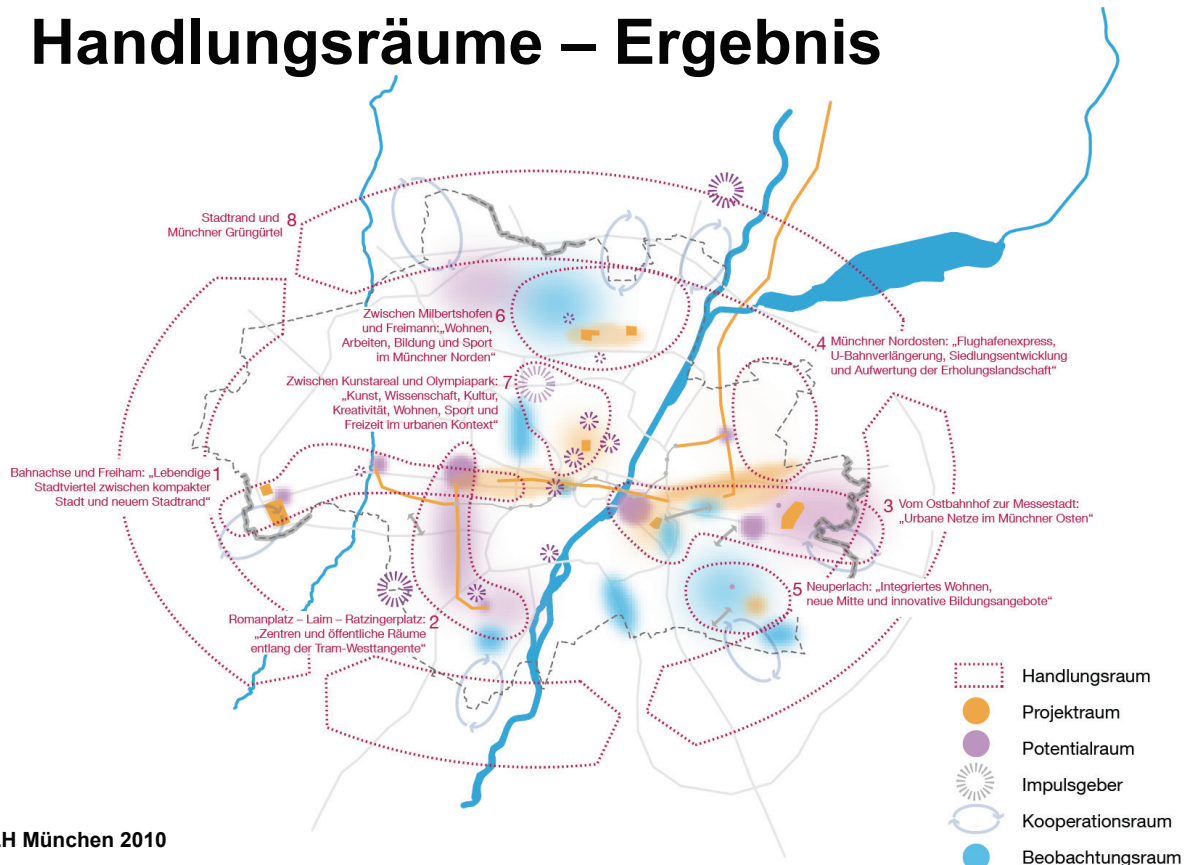 Handlungsräume – Ergebnis
Stadtrand und 8
Münchner Grüngürtel
Zwischen Milbertshofen 6
und Freimann:„Wohnen,
Arbeiten, Bildung und Sport
im Münchner Norden“
4 Münchner Nordosten: „Flughafenexpress,
U-Bahnverlängerung, Siedlungsentwicklung
und Aufwertung der Erholungslandschaft“
Zwischen Kunstareal und Olympiapark: 7
„Kunst, Wissenschaft, Kultur,
Kreativität, Wohnen, Sport und
Freizeit im urbanen Kontext“
Bahnachse und Freiham: „Lebendige 1
Stadtviertel zwischen kompakter
Stadt und neuem Stadtrand“
3 Vom Ostbahnhof zur Messestadt:
„Urbane Netze im Münchner Osten“
5 Neuperlach: „Integriertes Wohnen,
neue Mitte und innovative Bildungsangebote“
Romanplatz – Laim – Ratzingerplatz: 2
„Zentren und öffentliche Räume
entlang der Tram-Westtangente“
Handlungsraum
Projektraum
Potentialraum
Impulsgeber
Kooperationsraum
Beobachtungsraum
H München 2010